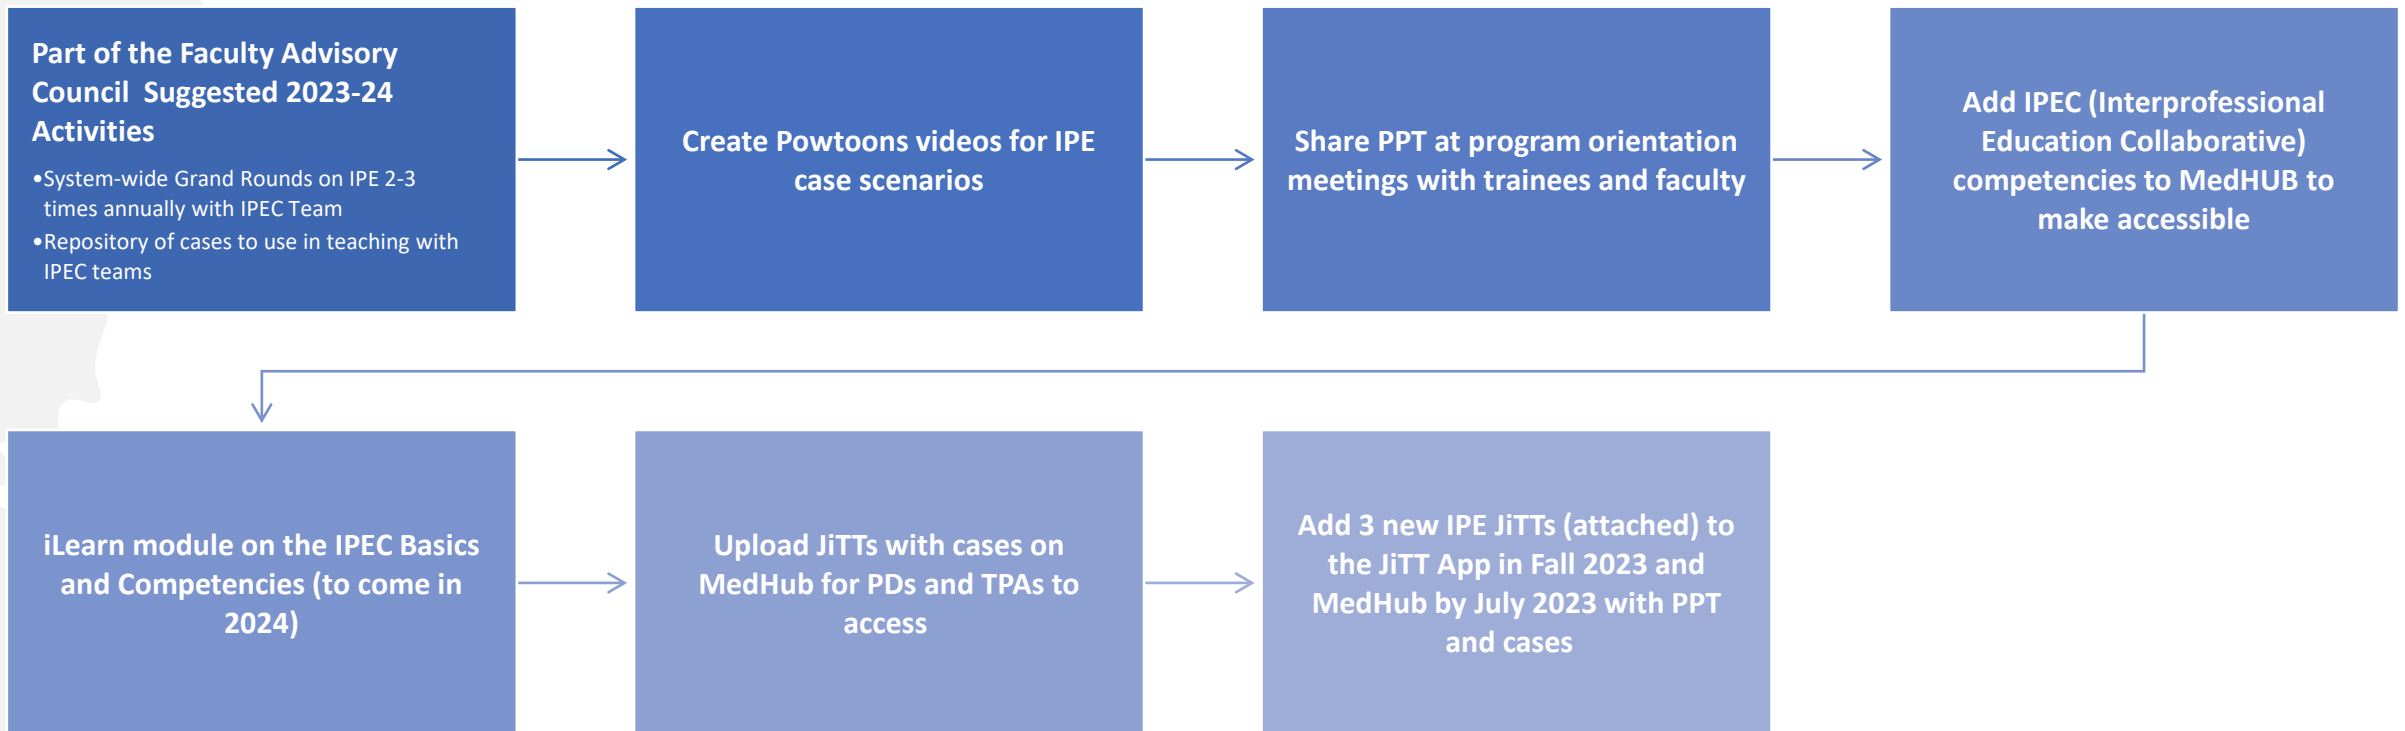 Part of the Faculty Advisory
Council  Suggested 2023-24
Activities
•System-wide Grand Rounds on IPE 2-3
times annually with IPEC Team
•Repository of cases to use in teaching with
IPEC teams
Create Powtoons videos for IPE
case scenarios
Share PPT at program orientation
meetings with trainees and faculty
Add IPEC (Interprofessional
Education Collaborative)
competencies to MedHUB to
make accessible
iLearn module on the IPEC Basics
and Competencies (to come in
2024)
Upload JiTTs with cases on
MedHub for PDs and TPAs to
access
Add 3 new IPE JiTTs (attached) to
the JiTT App in Fall 2023 and
MedHub by July 2023 with PPT
and cases